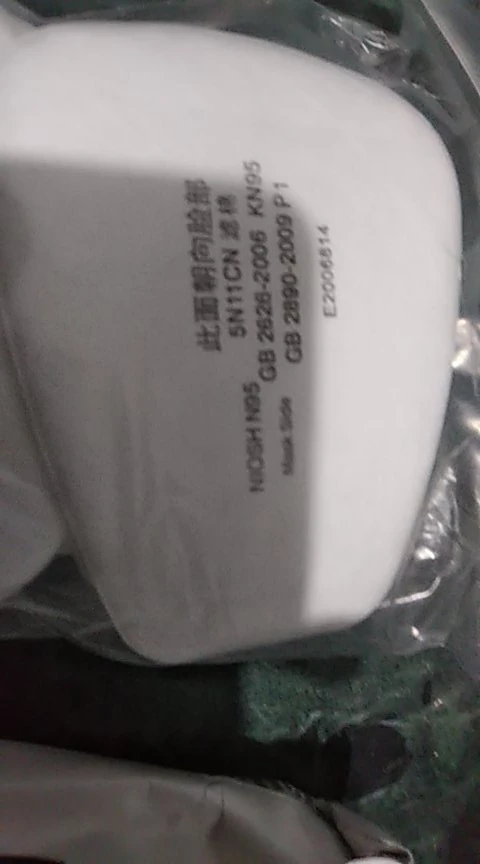 此面朝向脸部
5N11CN 滤棉
GB 2626-2006 KN95
NIOSH N95
GB 2890-2009 P1
Mask Side
E2006814